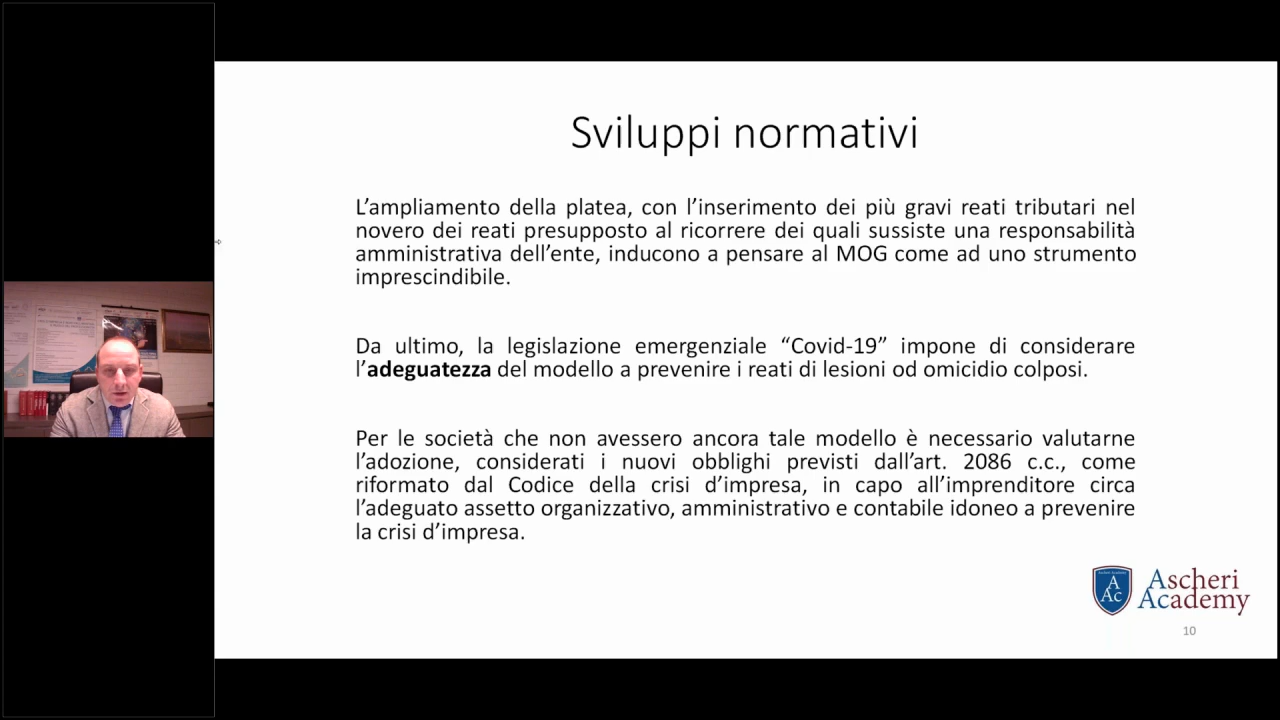 Sviluppi normativi
L’ampliamento della platea, con l’inserimento dei più gravi reati tributari nel
novero dei reati presupposto al ricorrere dei quali sussiste una responsabilità
amministrativa dell’ente, inducono a pensare al MOG come ad uno strumento
imprescindibile.
Da ultimo, la legislazione emergenziale “Covid-19” impone di considerare
l’adeguatezza del modello a prevenire i reati di lesioni od omicidio colposi.
Per le società che non avessero ancora tale modello è necessario valutarne
l’adozione, considerati i nuovi obblighi previsti dall’art. 2086 c.c., come
riformato dal Codice della crisi d’impresa, in capo all’imprenditore circa
l’adeguato assetto organizzativo, amministrativo e contabile idoneo a prevenire
la crisi d’impresa.
A
Ac
Ascheri
Academy
10